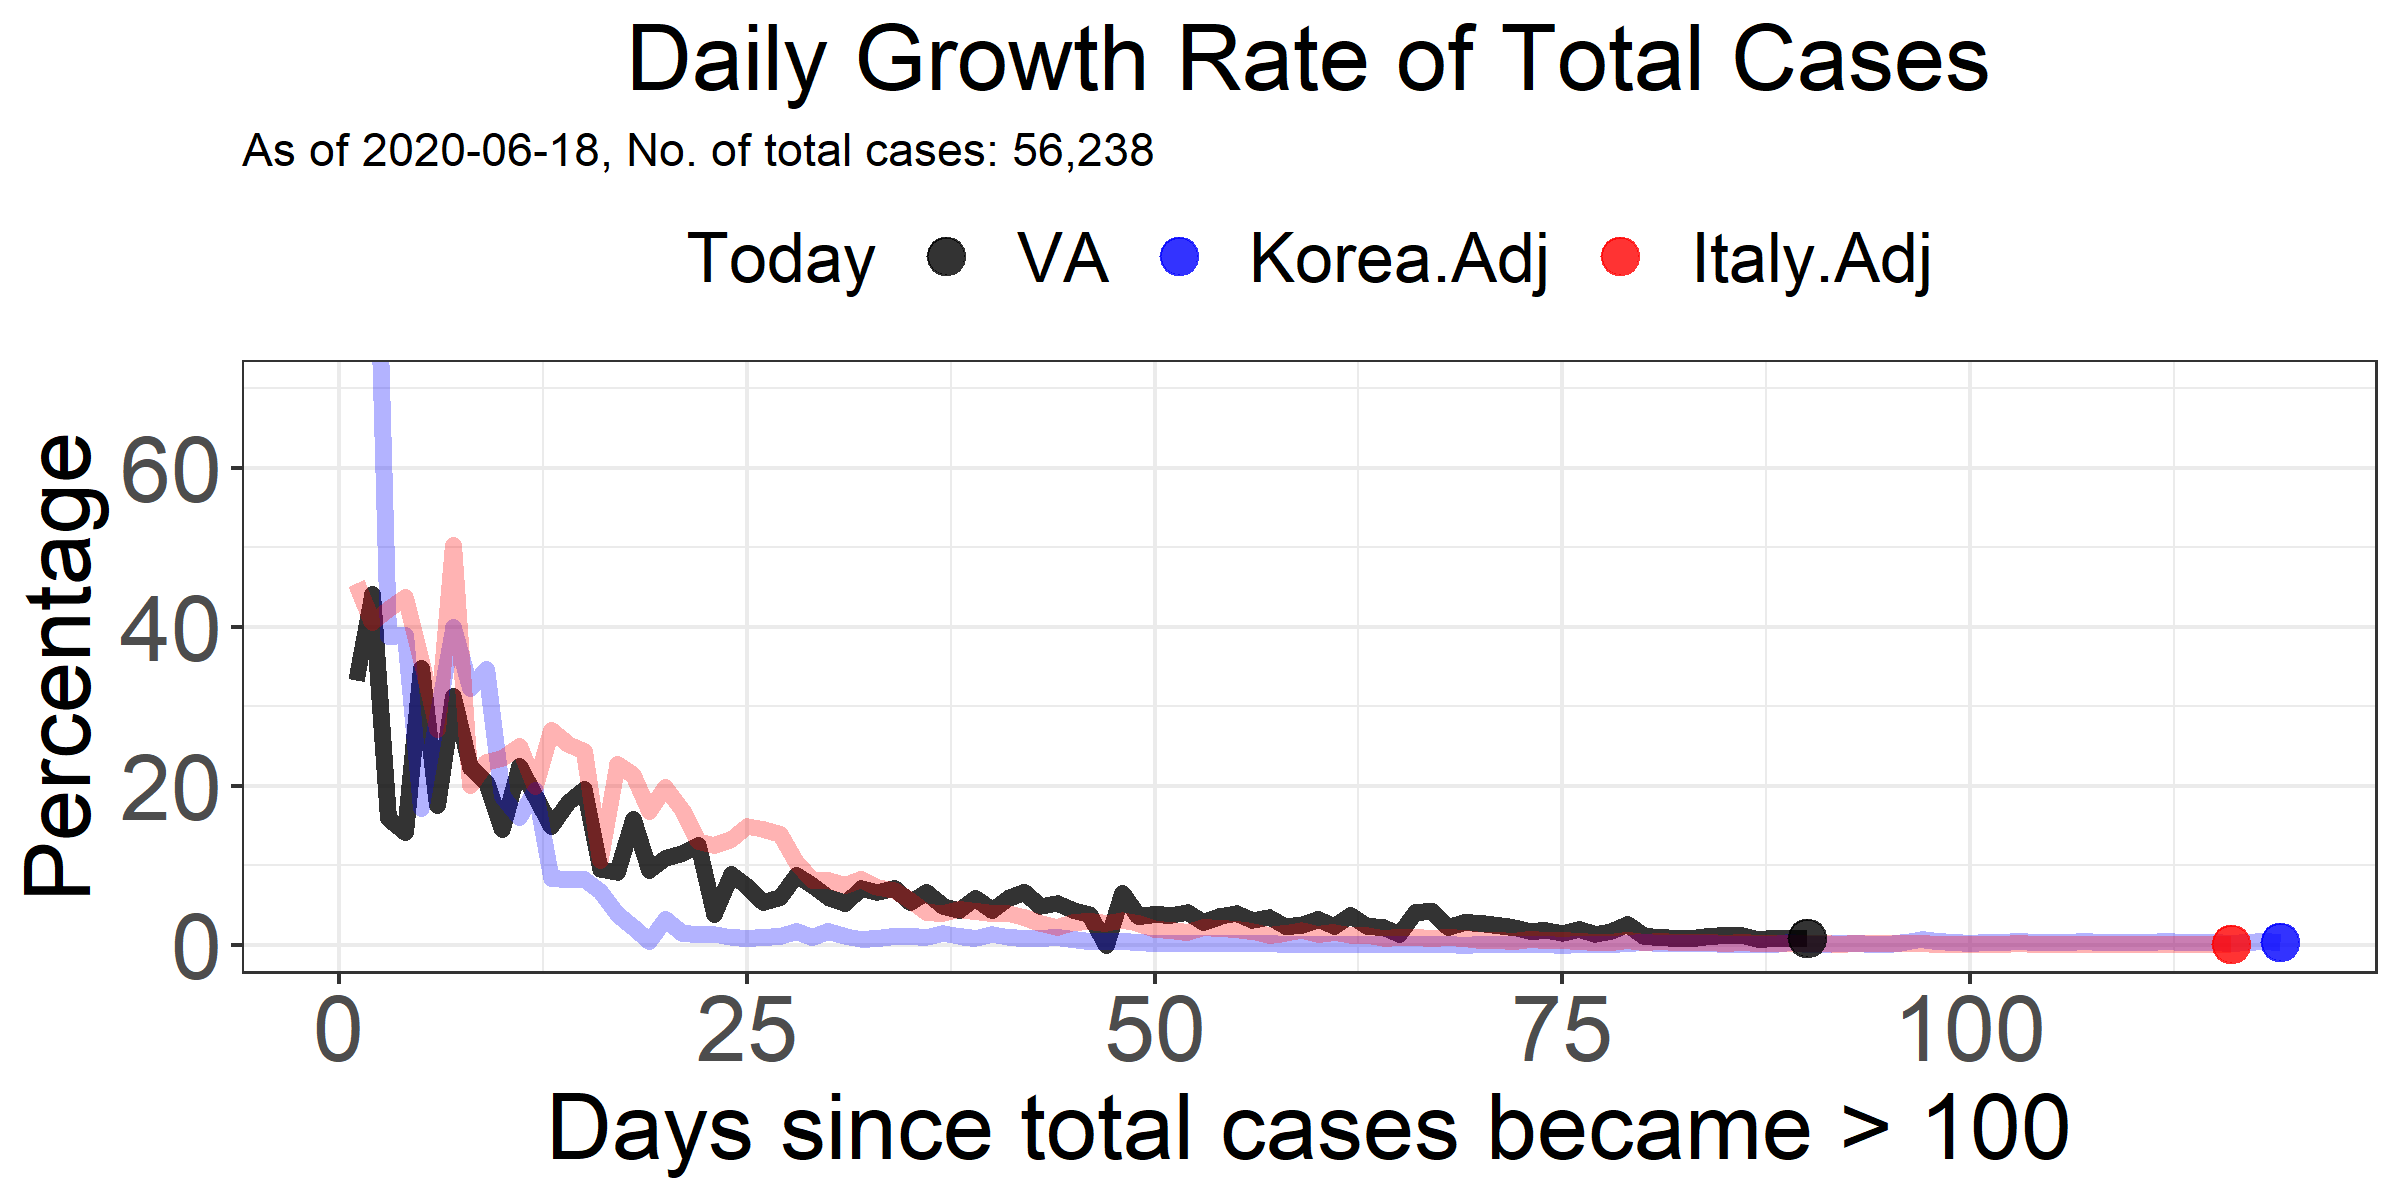 Daily Growth Rate of Total Cases
As of 2020-06-18, No. of total cases: 56,238
Today VA Korea.Adj Italy.Adj
Percentage
60
40
20
0
0 25 50 75 100
Days since total cases became > 100